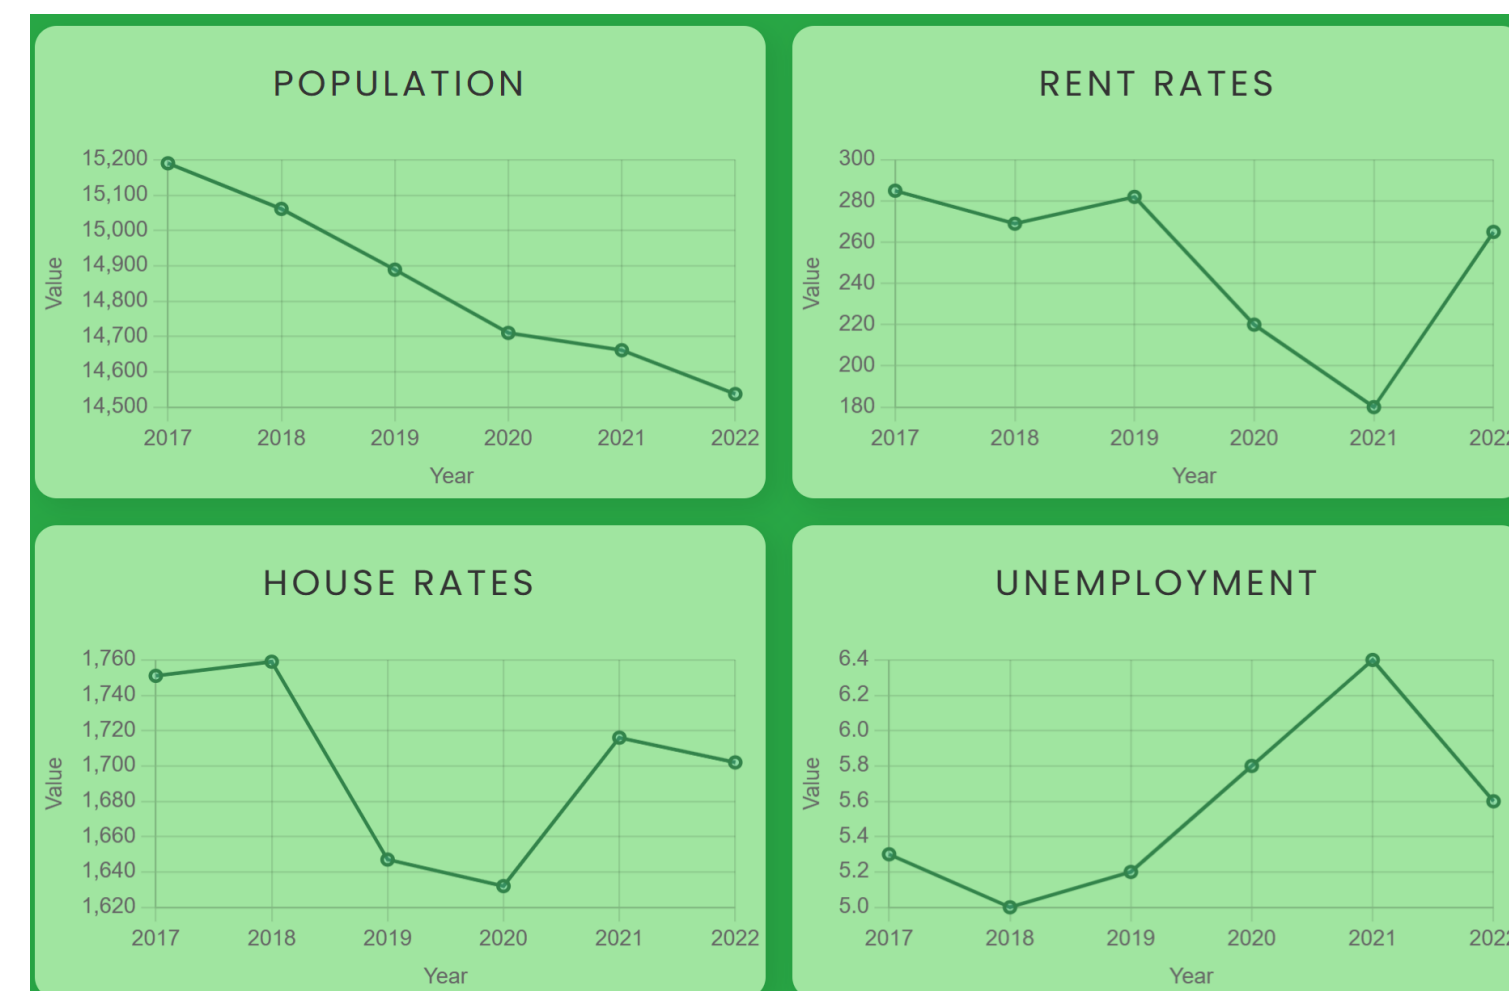 POPULATION
15,200
15,100
15,000
14,900
14,800
14,700
14,600
14,500
Value
2017 2018 2019 2020 2021 2022
Year
RENT RATES
300
280
260
240
220
200
180
Value
2017 2018 2019 2020 2021 2022
Year
HOUSE RATES
1,760
1,740
1,720
1,700
1,680
1,660
1,640
1,620
Value
2017 2018 2019 2020 2021 2022
Year
UNEMPLOYMENT
6.4
6.2
6.0
5.8
5.6
5.4
5.2
5.0
Value
2017 2018 2019 2020 2021 2022
Year